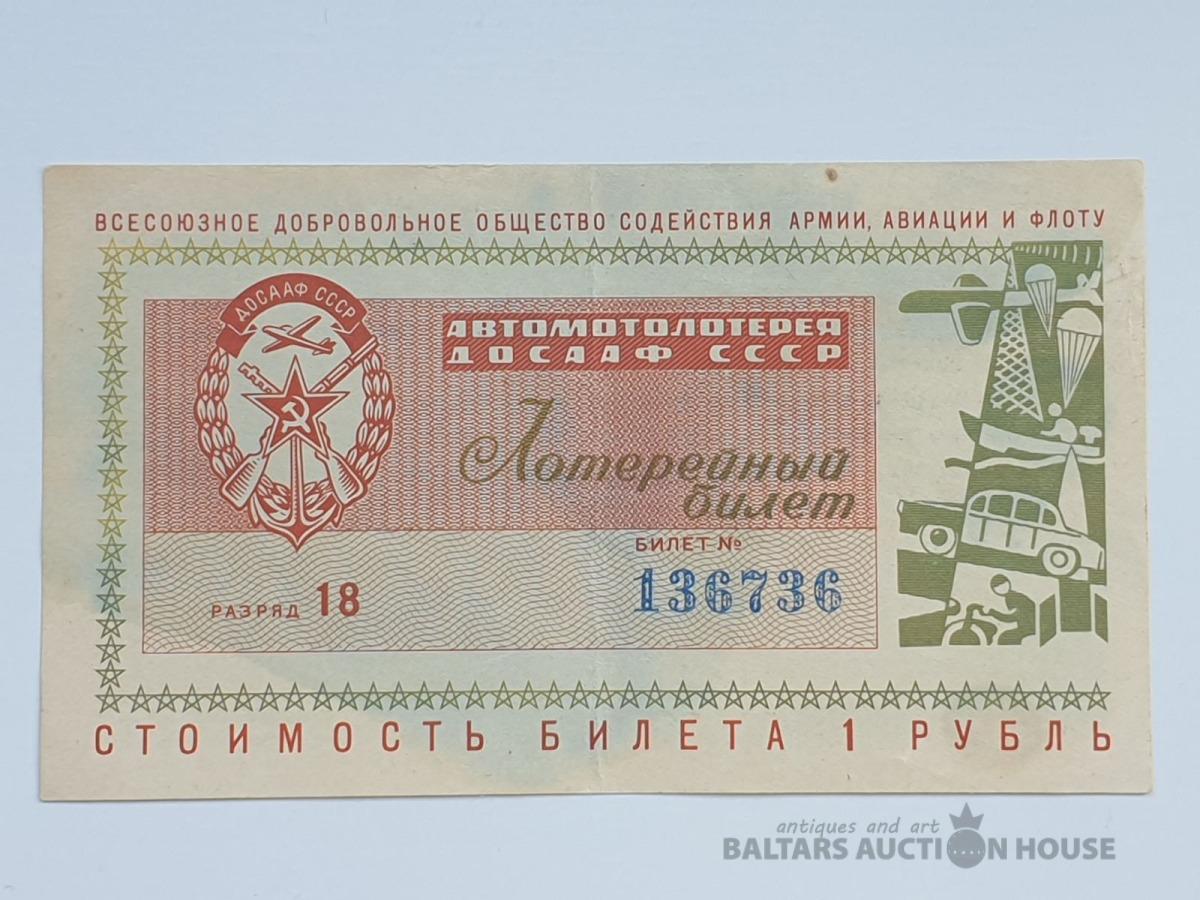 ВСЕСОЮЗНОЕ ДОБРОВОЛЬНОЕ ОБЩЕСТВО СОДЕЙСТВИЯ АРМИИ, АВИАЦИИ И ФЛОТУ
ДОСААФ СССР
АВТОМОТОЛОТЕРЕЯ
ДОСААФ СССР
Лотерейный
билет
БИЛЕТ №
136736
РАЗРЯД 18
СТОИМОСТЬ БИЛЕТА 1 РУБЛЬ
antiques and art
BALTARS AUCTION HOUSE